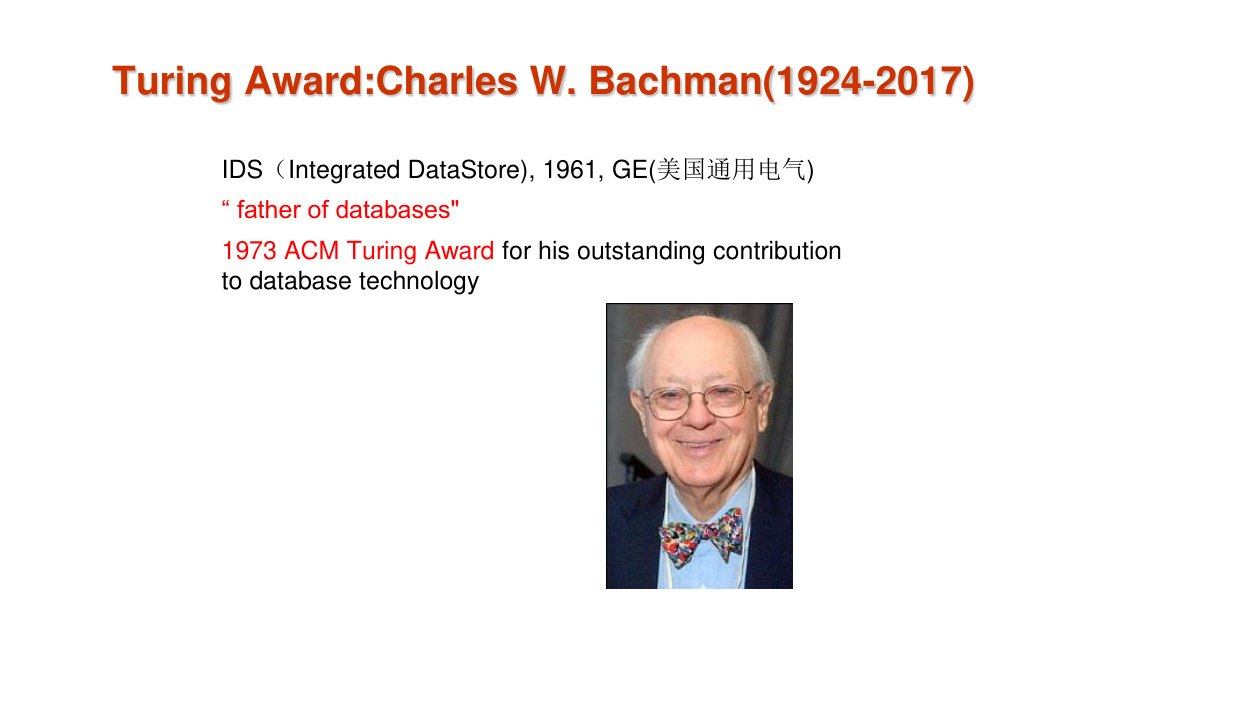 Turing Award:Charles W. Bachman(1924-2017)
IDS（Integrated DataStore), 1961, GE(美国通用电气)
“ father of databases"
1973 ACM Turing Award for his outstanding contribution
to database technology